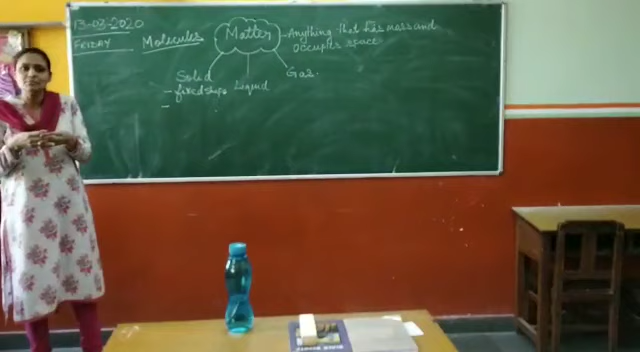 13-03-2020
FRIDAY
Molecules
Matter
- Anything that has mass and
occupies space
Solid
- fixed shape
-
Liquid
Gas.